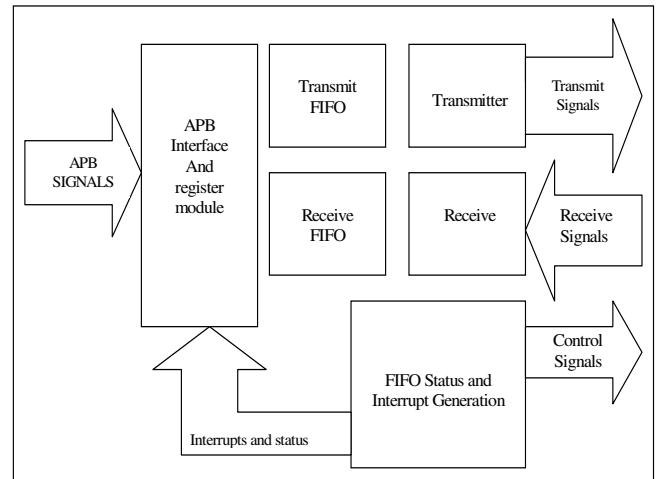 APB
SIGNALS
APB
Interface
And
register
module
Transmit
FIFO
Transmitter
Transmit
Signals
Receive
FIFO
Receive
Receive
Signals
FIFO Status and
Interrupt Generation
Control
Signals
Interrupts and status